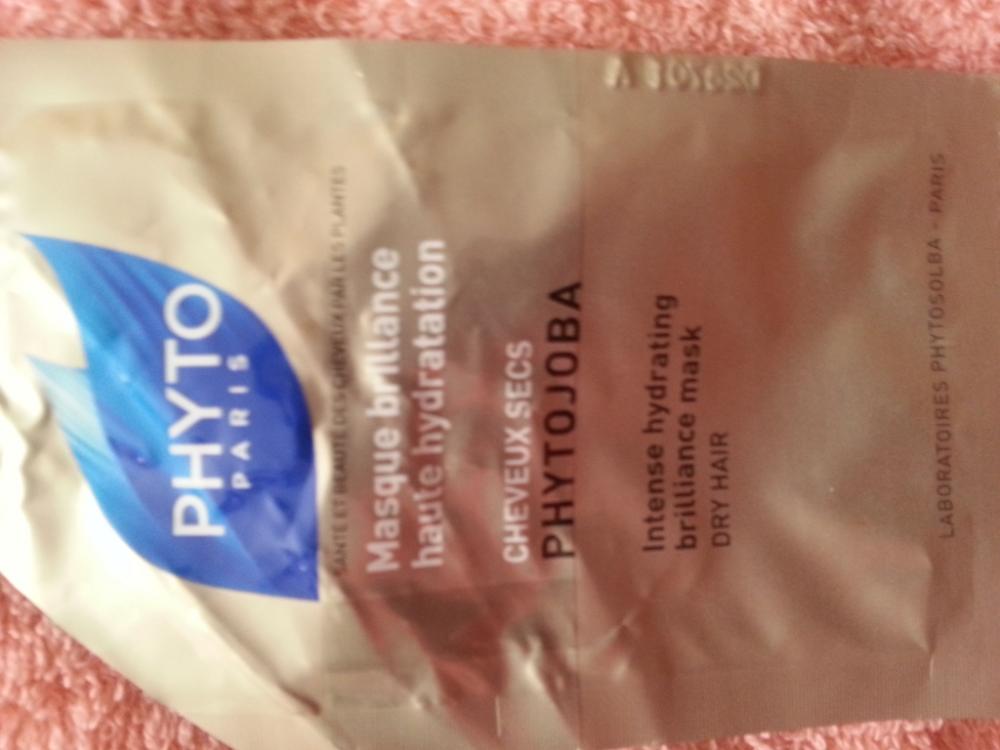 PHYTO
PARIS
SANTÉ ET BEAUTÉ DES CHEVEUX PAR LES PLANTES
Masque brillance
haute hydratation
CHEVEUX SECS
PHYTOJOBA
Intense hydrating
brilliance mask
DRY HAIR
LABORATOIRES PHYTOSOLBA - PARIS